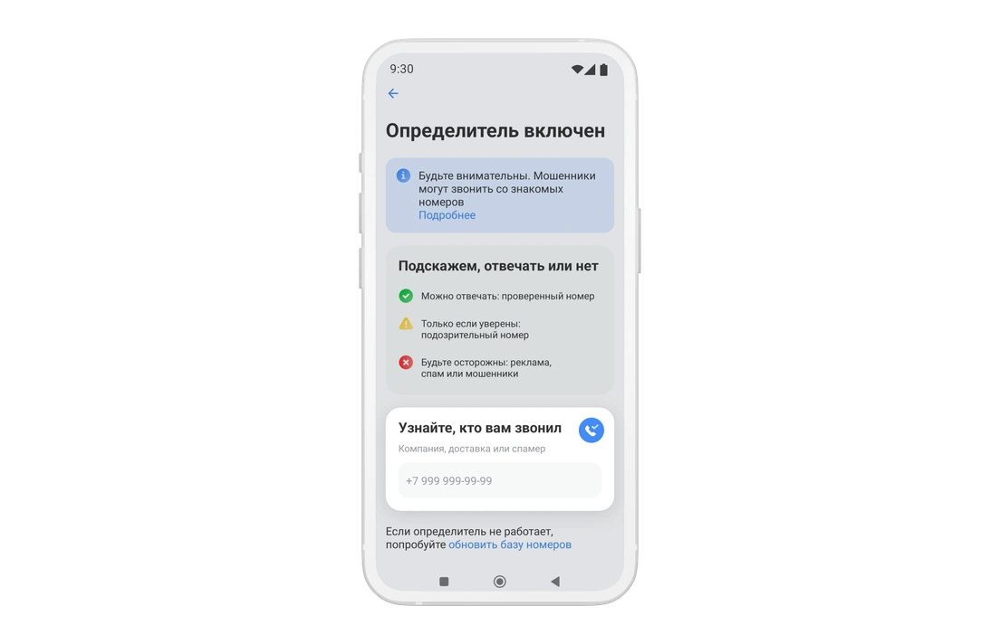 9:30
Определитель включен
Будьте внимательны. Мошенники
могут звонить со знакомых
номеров
Подробнее
Подскажем, отвечать или нет
Можно отвечать: проверенный номер
Только если уверены:
подозрительный номер
Будьте осторожны: реклама,
спам или мошенники
Узнайте, кто вам звонил
Компания, доставка или спамер
+7 999 999-99-99
Если определитель не работает,
попробуйте обновить базу номеров